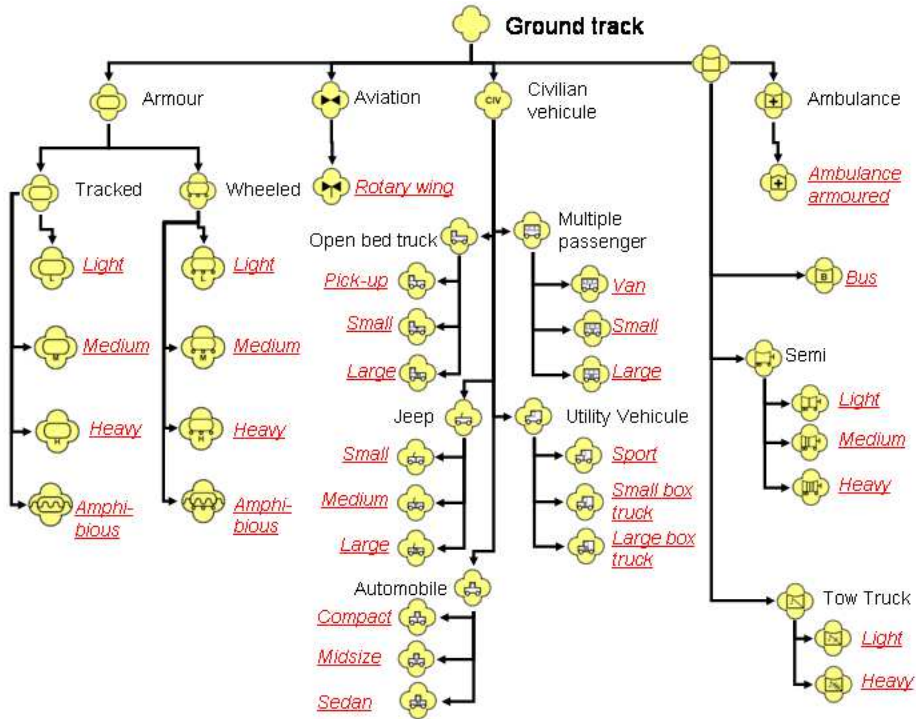 Ground track
Armour
Aviation
CIV
Civilian
vehicule
Ambulance
Tracked
Wheeled
Rotary wing
Ambulance
armoured
Open bed truck
Multiple
passenger
Light
L
Light
L
Pick-up
Van
B
Bus
Small
Small
Medium
M
Medium
M
Large
Large
Semi
Light
Jeep
Utility Vehicule
Heavy
H
Heavy
H
Medium
Small
Sport
Heavy
Amphi-
bious
Amphi-
bious
Medium
Small box
truck
Large
Large box
truck
Automobile
Tow Truck
Compact
Light
Midsize
Heavy
Sedan